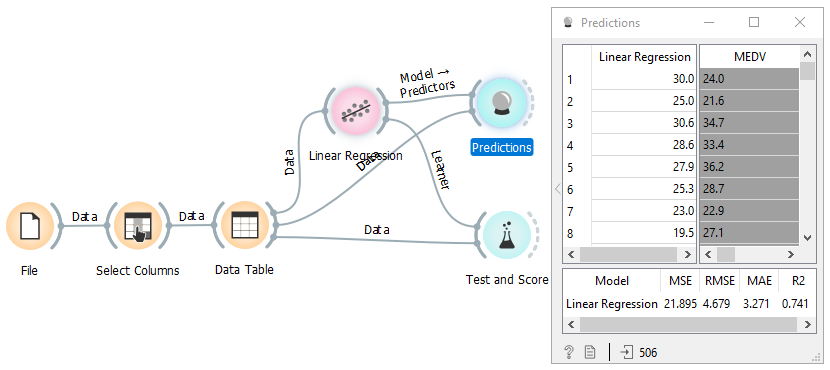 File
Data
Select Columns
Data
Data Table
Data
Linear Regression
Data
Data
Model →
Predictors
Learner
Predictions
Test and Score
Predictions
Linear Regression MEDV
1 30.0 24.0
2 25.0 21.6
3 30.6 34.7
4 28.6 33.4
5 27.9 36.2
6 25.3 28.7
7 23.0 22.9
8 19.5 27.1
Model MSE RMSE MAE R2
Linear Regression 21.895 4.679 3.271 0.741
? 506